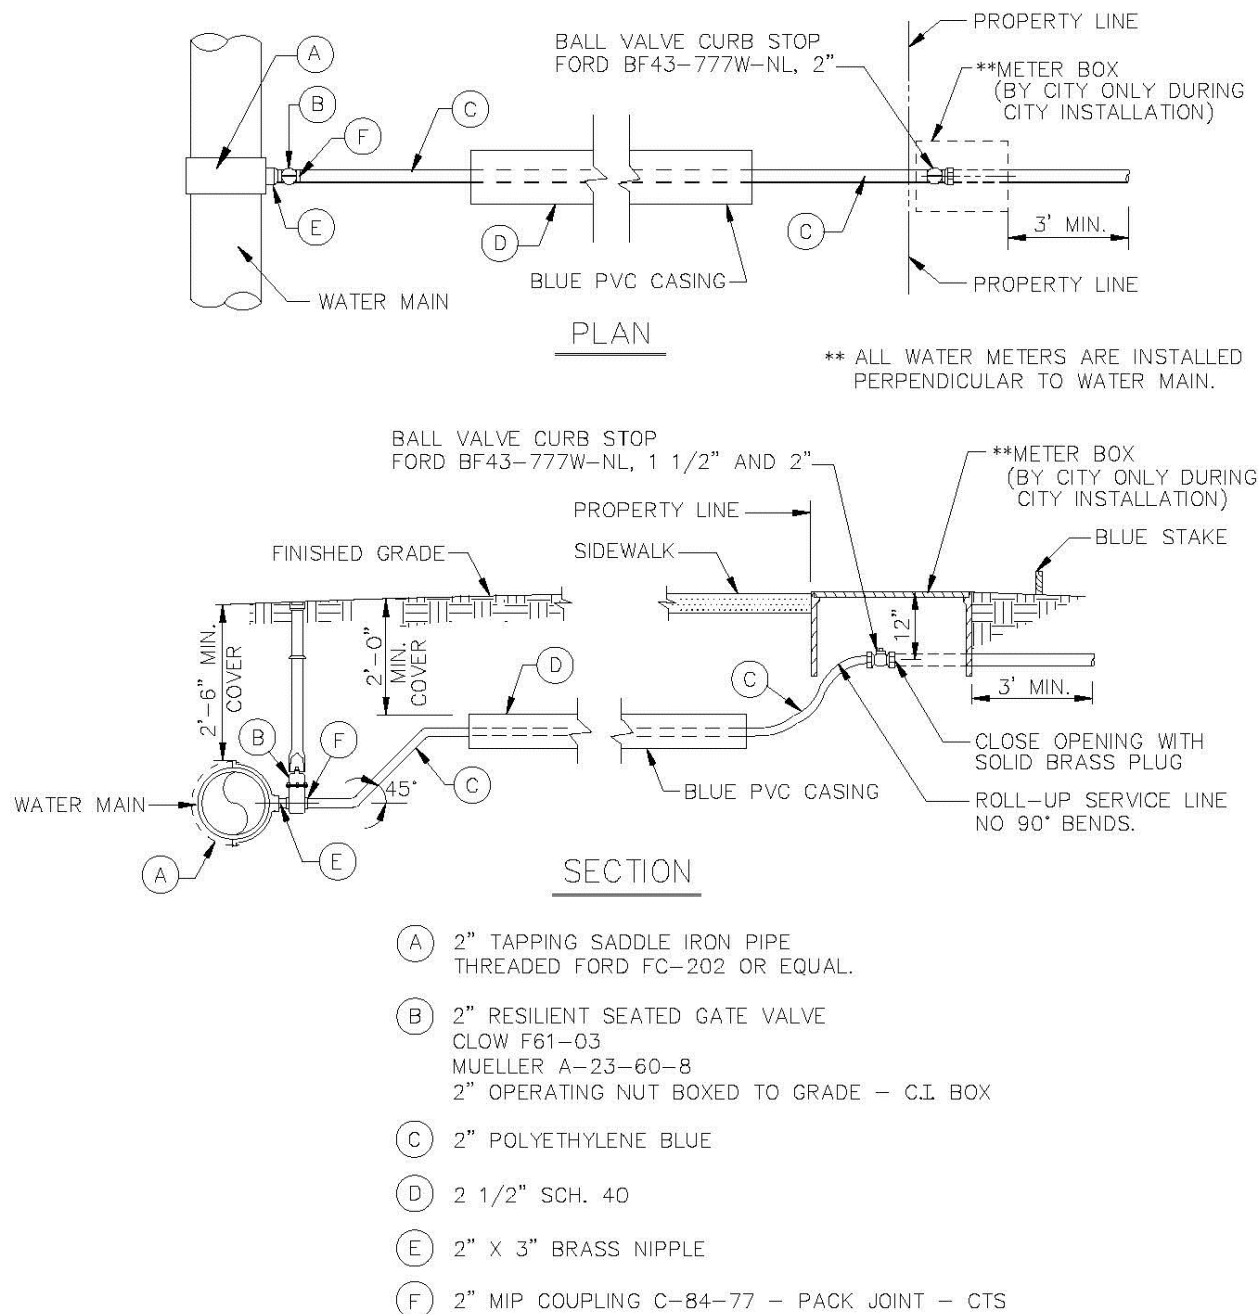 PROPERTY LINE
BALL VALVE CURB STOP
FORD BF43-777W-NL, 2"
**METER BOX
(BY CITY ONLY DURING
CITY INSTALLATION)
A
B
F
C
E
D
C
3' MIN.
BLUE PVC CASING
PROPERTY LINE
WATER MAIN
PLAN
** ALL WATER METERS ARE INSTALLED
PERPENDICULAR TO WATER MAIN.
BALL VALVE CURB STOP
FORD BF43-777W-NL, 1 1/2" AND 2"
**METER BOX
(BY CITY ONLY DURING
CITY INSTALLATION)
PROPERTY LINE
BLUE STAKE
FINISHED GRADE
SIDEWALK
2'-6" MIN.
COVER
2'-0"
MIN.
COVER
12"
D
C
3' MIN.
B
F
C
45°
CLOSE OPENING WITH
SOLID BRASS PLUG
BLUE PVC CASING
ROLL-UP SERVICE LINE
NO 90° BENDS.
WATER MAIN
E
A
SECTION
A 2" TAPPING SADDLE IRON PIPE
THREADED FORD FC-202 OR EQUAL.
B 2" RESILIENT SEATED GATE VALVE
CLOW F61-03
MUELLER A-23-60-8
2" OPERATING NUT BOXED TO GRADE - C.I. BOX
C 2" POLYETHYLENE BLUE
D 2 1/2" SCH. 40
E 2" X 3" BRASS NIPPLE
F 2" MIP COUPLING C-84-77 - PACK JOINT - CTS